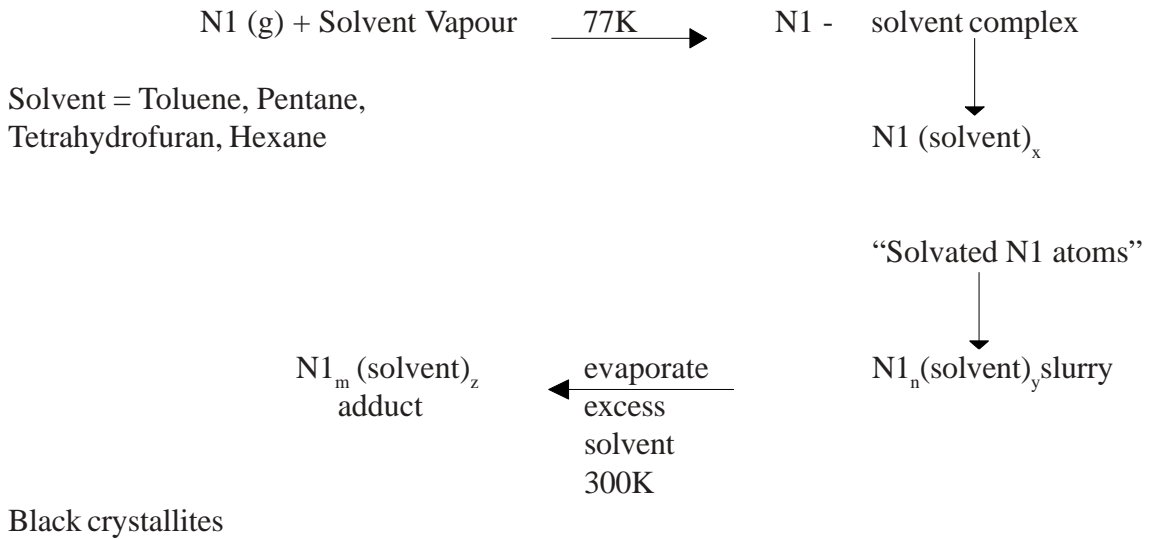 N1 (g) + Solvent Vapour 77K N1 - solvent complex
Solvent = Toluene, Pentane,
Tetrahydrofuran, Hexane
N1 (solvent)x
“Solvated N1 atoms”
N1m (solvent)z evaporate N1n(solvent)y slurry
adduct excess
solvent
300K
Black crystallites